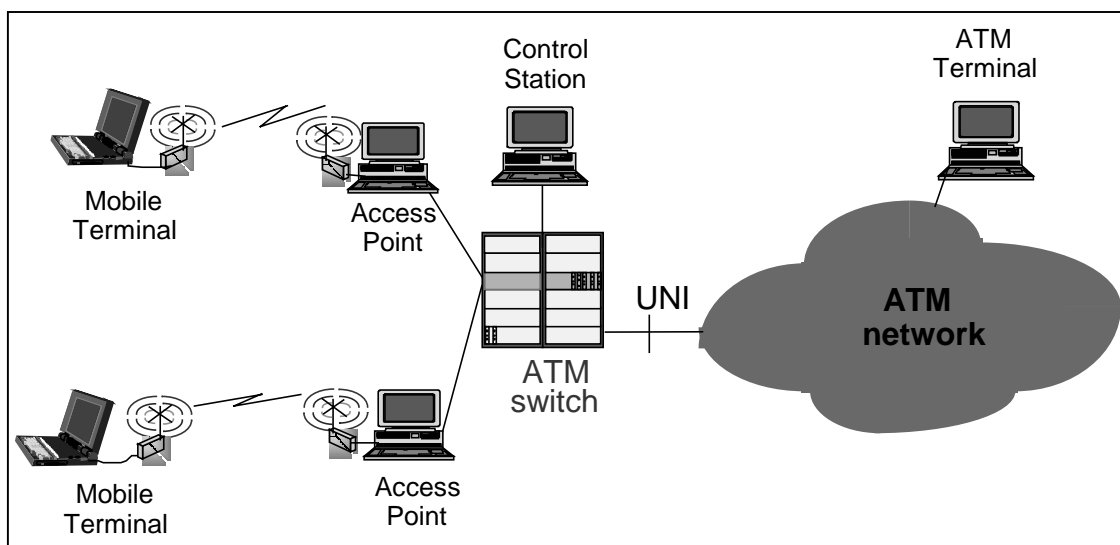 Control
Station
ATM
Terminal
Mobile
Terminal
Access
Point
UNI
ATM
network
ATM
switch
Mobile
Terminal
Access
Point